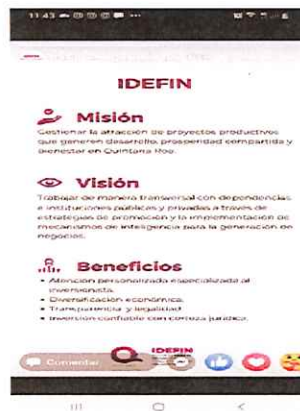 11:43
IDEFIN
Misión
Gestionar la atracción de proyectos productivos
que generen desarrollo, prosperidad compartida y
bienestar en Quintana Roo.
Visión
Trabajar de manera transversal con dependencias
e instituciones públicas y privadas a través de
estrategias de promoción y la implementación de
mecanismos de inteligencia para la generación de
negocios.
Beneficios
• Atención personalizada especializada al
inversionista.
• Diversificación económica.
• Transparencia y legalidad
• Inversión confiable con certeza jurídica.
Comentar
IDEFIN